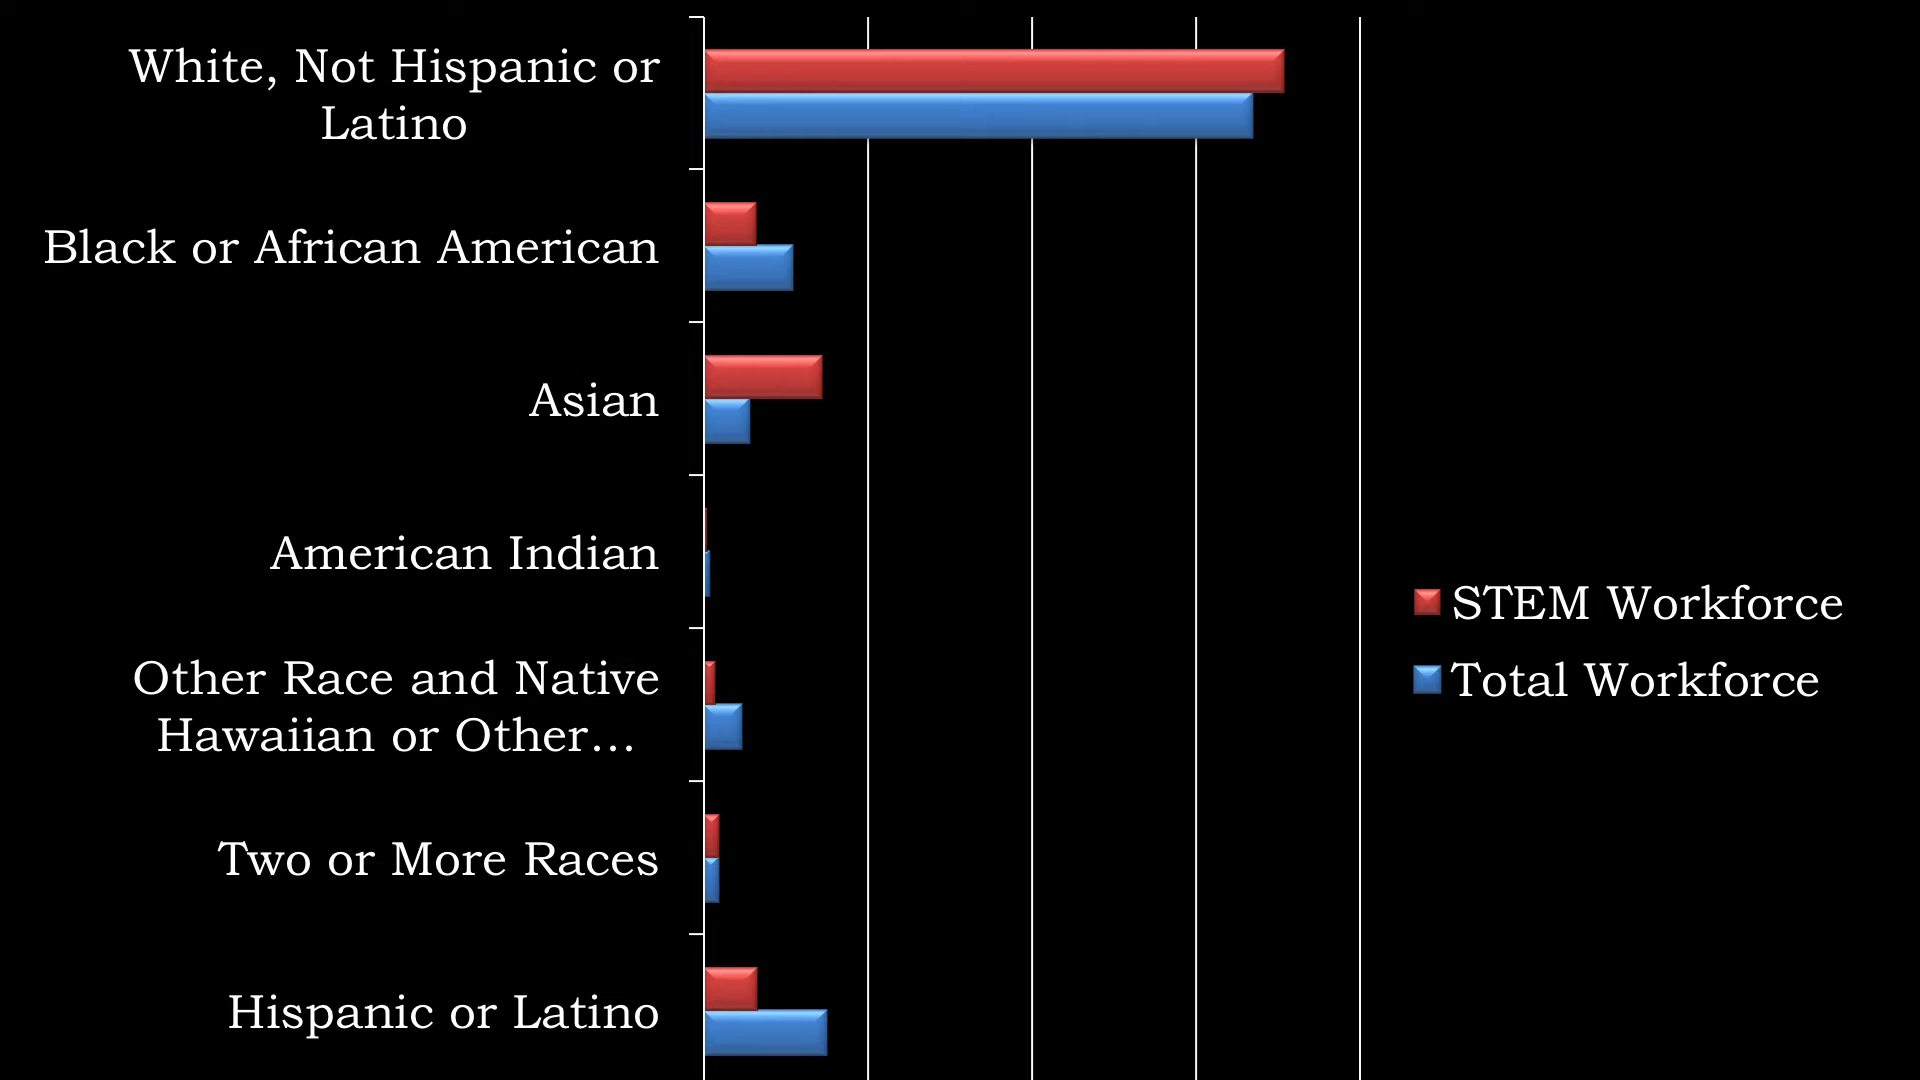 White, Not Hispanic or
Latino
Black or African American
Asian
American Indian
Other Race and Native
Hawaiian or Other...
Two or More Races
Hispanic or Latino
STEM Workforce
Total Workforce